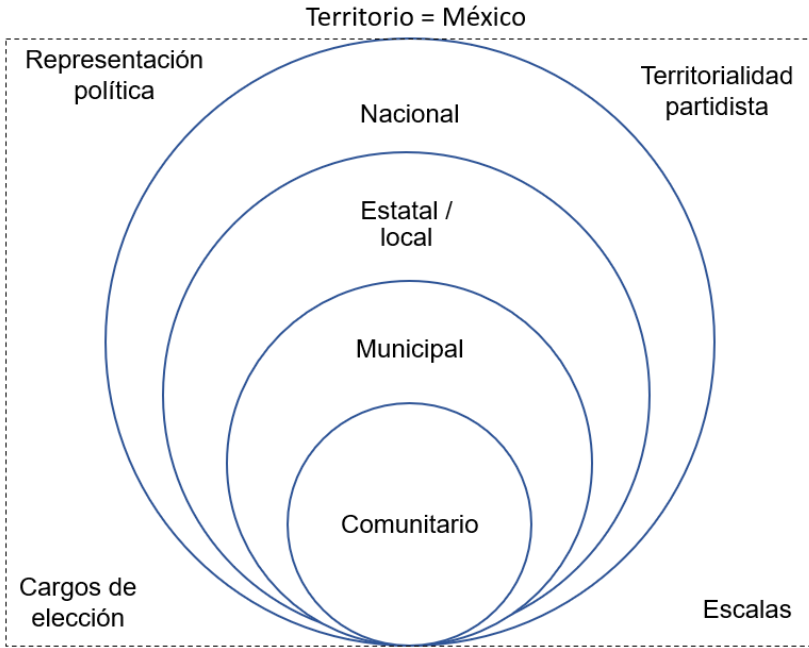 Territorio = México
Representación
política
Territorialidad
partidista
Nacional
Estatal /
local
Municipal
Comunitario
Cargos de
elección
Escalas